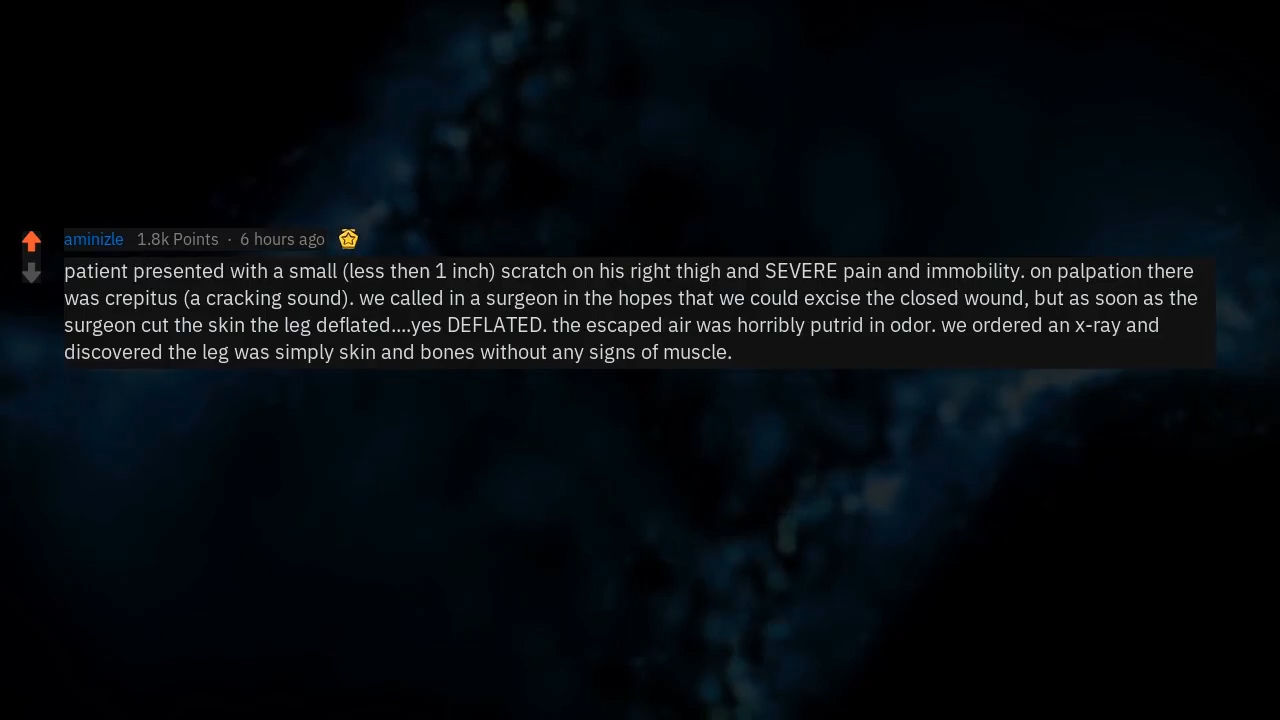 aminizle 1.8k Points · 6 hours ago
patient presented with a small (less then 1 inch) scratch on his right thigh and SEVERE pain and immobility. on palpation there
was crepitus (a cracking sound). we called in a surgeon in the hopes that we could excise the closed wound, but as soon as the
surgeon cut the skin the leg deflated....yes DEFLATED. the escaped air was horribly putrid in odor. we ordered an x-ray and
discovered the leg was simply skin and bones without any signs of muscle.